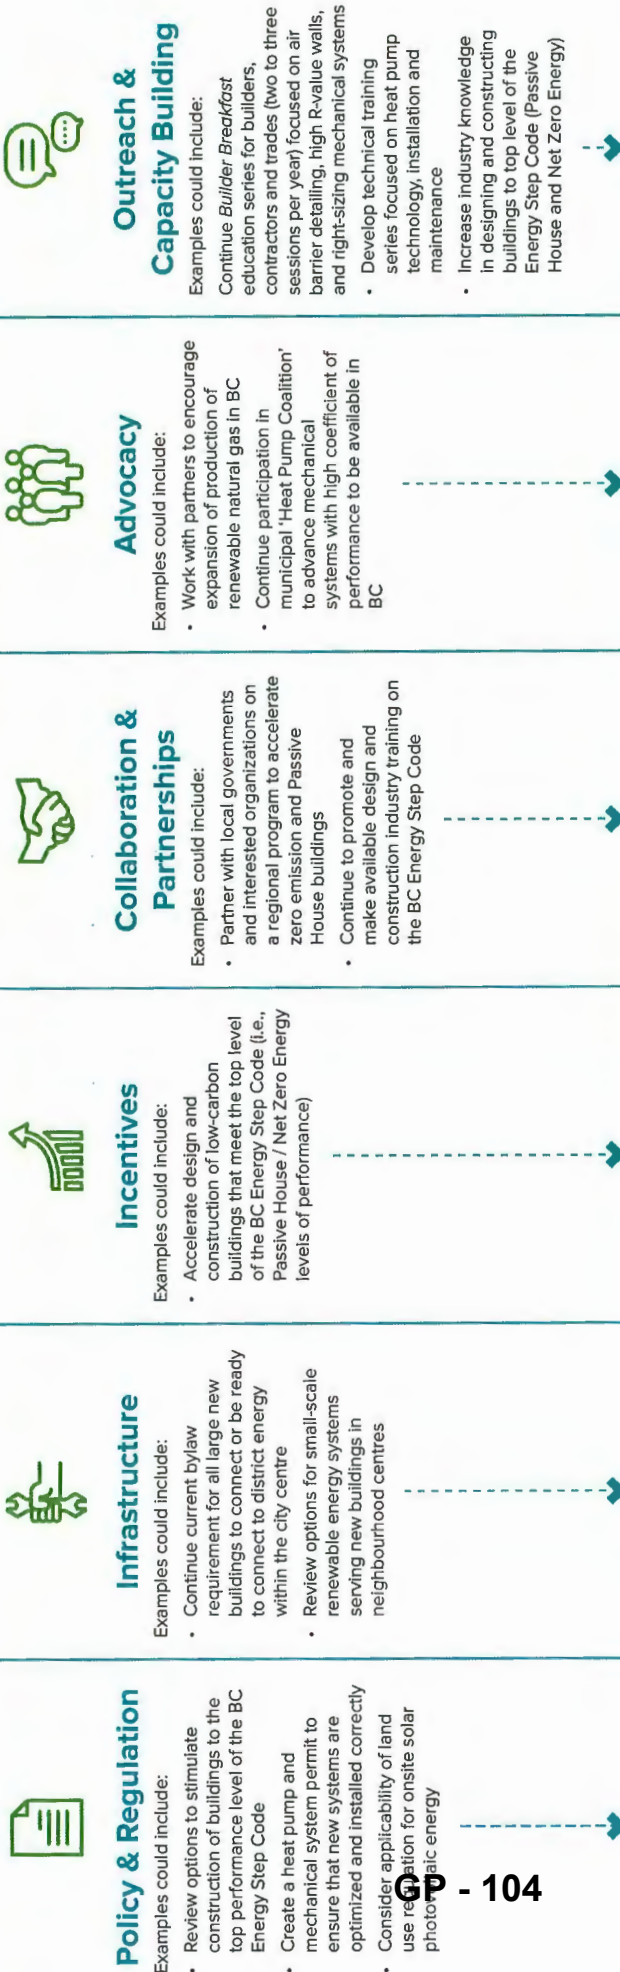 Policy & Regulation
Examples could include:
• Review options to stimulate
construction of buildings to the
top performance level of the BC
Energy Step Code
• Create a heat pump and
mechanical system permit to
ensure that new systems are
optimized and installed correctly
• Consider applicability of land
use regulation for onsite solar
photovoltaic energy
Infrastructure
Examples could include:
• Continue current bylaw
requirement for all large new
buildings to connect or be ready
to connect to district energy
within the city centre
• Review options for small-scale
renewable energy systems
serving new buildings in
neighbourhood centres
Incentives
Examples could include:
• Accelerate design and
construction of low-carbon
buildings that meet the top level
of the BC Energy Step Code (i.e.,
Passive House / Net Zero Energy
levels of performance)
Collaboration &
Partnerships
Examples could include:
• Partner with local governments
and interested organizations on
a regional program to accelerate
zero emission and Passive
House buildings
• Continue to promote and
make available design and
construction industry training on
the BC Energy Step Code
Advocacy
Examples could include:
• Work with partners to encourage
expansion of production of
renewable natural gas in BC
• Continue participation in
municipal ‘Heat Pump Coalition’
to advance mechanical
systems with high coefficient of
performance to be available in
BC
Outreach &
Capacity Building
Examples could include:
Continue Builder Breakfast
education series for builders,
contractors and trades (two to three
sessions per year) focused on air
barrier detailing, high R-value walls,
and right-sizing mechanical systems
• Develop technical training
series focused on heat pump
technology, installation and
maintenance
• Increase industry knowledge
in designing and constructing
buildings to top level of the
Energy Step Code (Passive
House and Net Zero Energy)
GP - 104